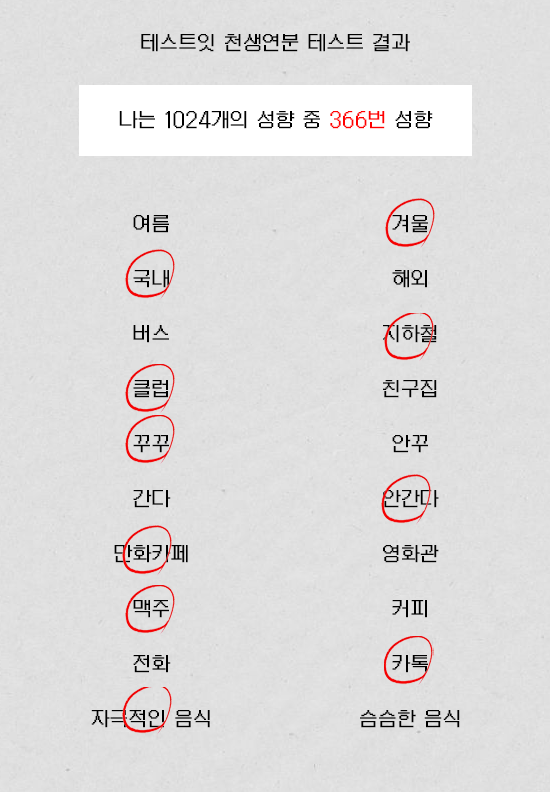 테스트잇 천생연분 테스트 결과
나는 1024개의 성향 중 366번 성향
여름 겨울
국내 해외
버스 지하철
클럽 친구집
꾸꾸 안꾸
간다 안간다
만화카페 영화관
맥주 커피
전화 카톡
자극적인 음식 슴슴한 음식